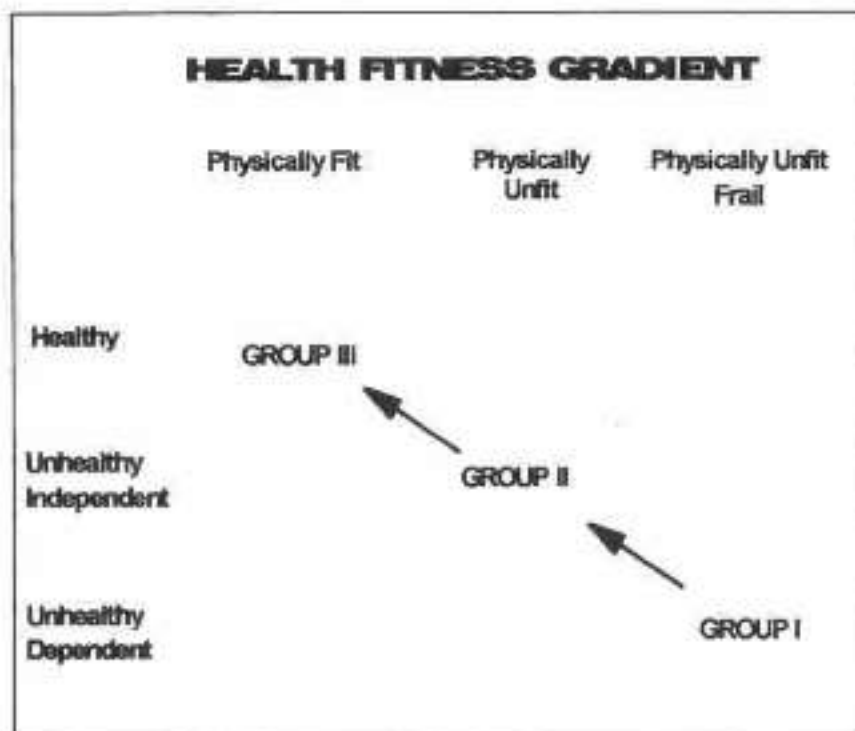 HEALTH FITNESS GRADIENT
Physically Fit
Physically
Unfit
Physically Unfit
Frail
Healthy
GROUP III
Unhealthy
Independent
GROUP II
Unhealthy
Dependent
GROUP I